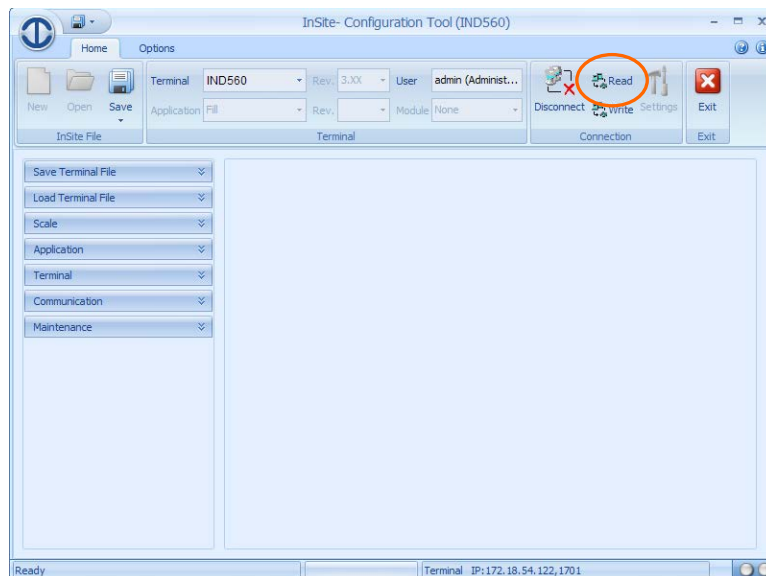 InSite- Configuration Tool (IND560)
Home Options
Terminal IND560 Rev. 3.XX User admin (Administ...
Read
New Open Save Disconnect Write Settings Exit
Application Fill Rev. Module None
InSite File Terminal Connection Exit
Save Terminal File
Load Terminal File
Scale
Application
Terminal
Communication
Maintenance
Ready Terminal IP:172.18.54.122,1701